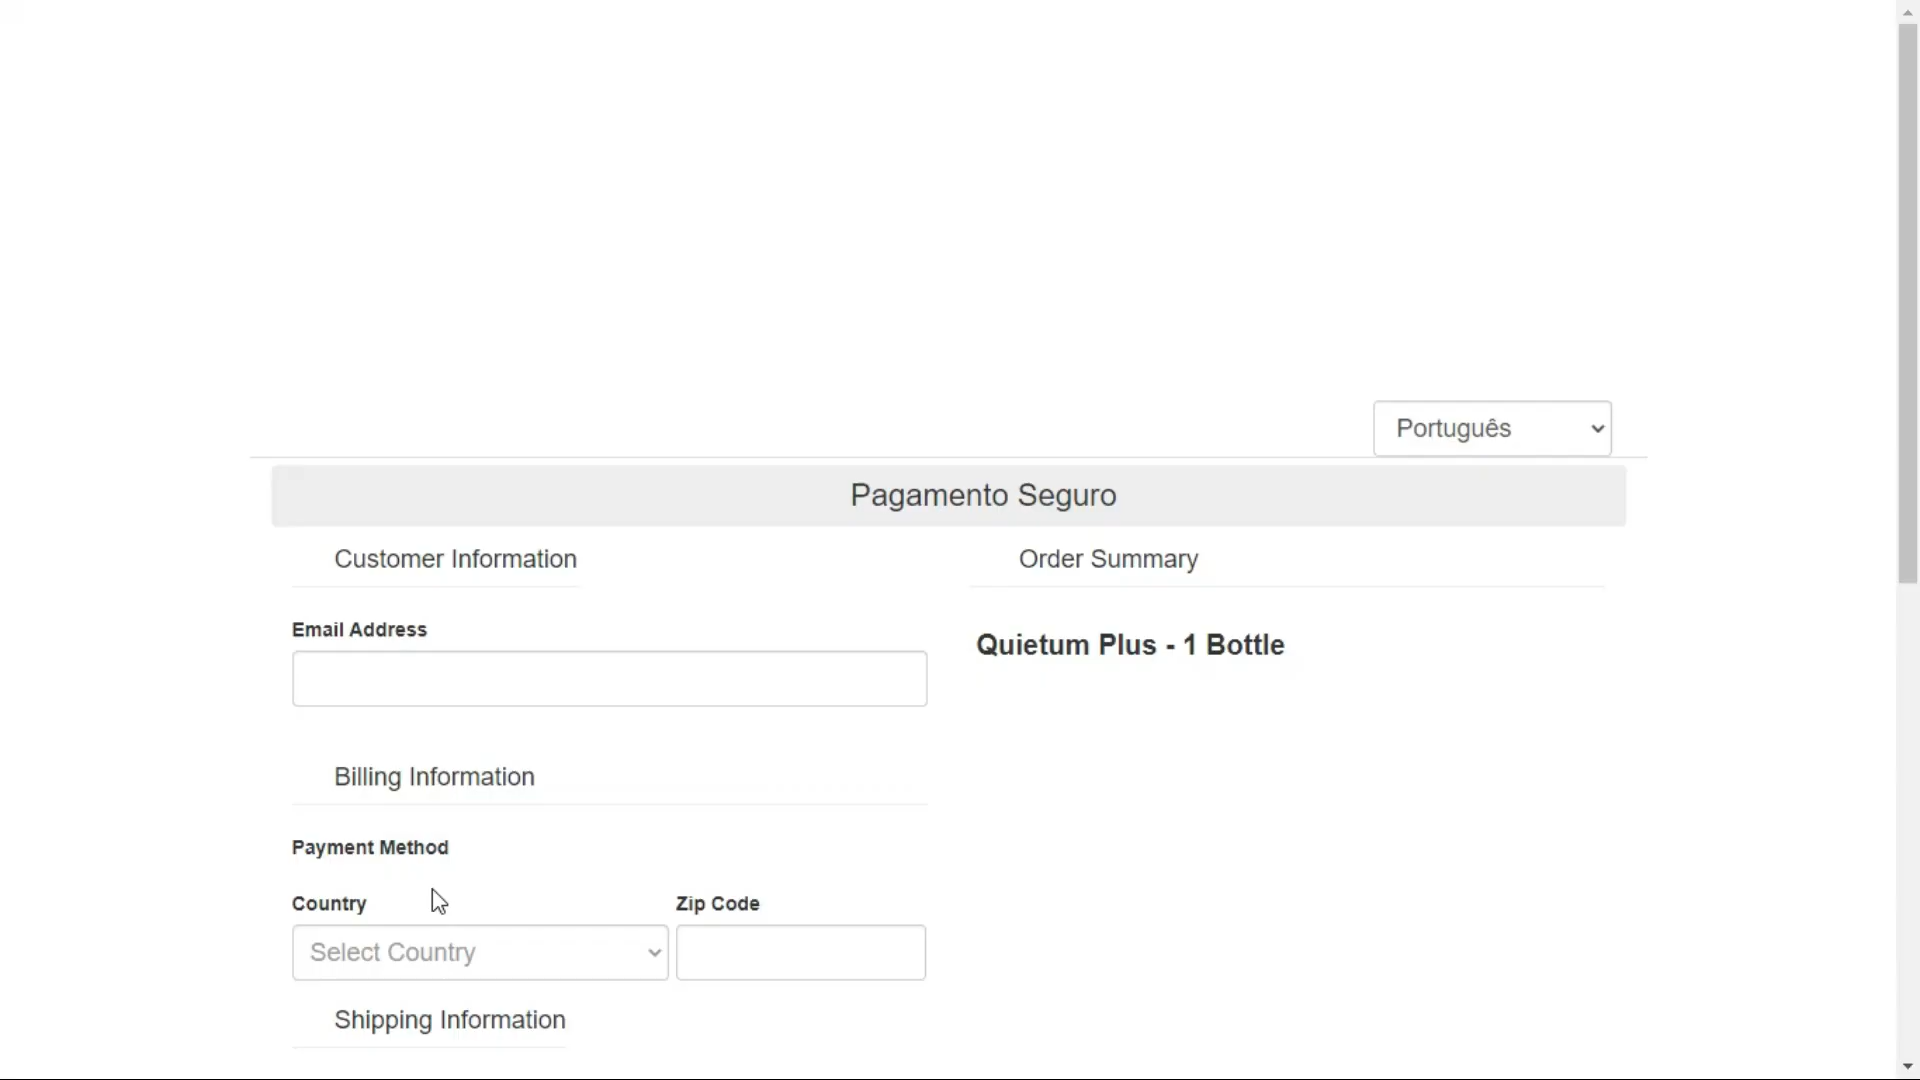 Português
Pagamento Seguro
Customer Information
Order Summary
Email Address
Quietum Plus - 1 Bottle
Billing Information
Payment Method
Country
Zip Code
Select Country
Shipping Information